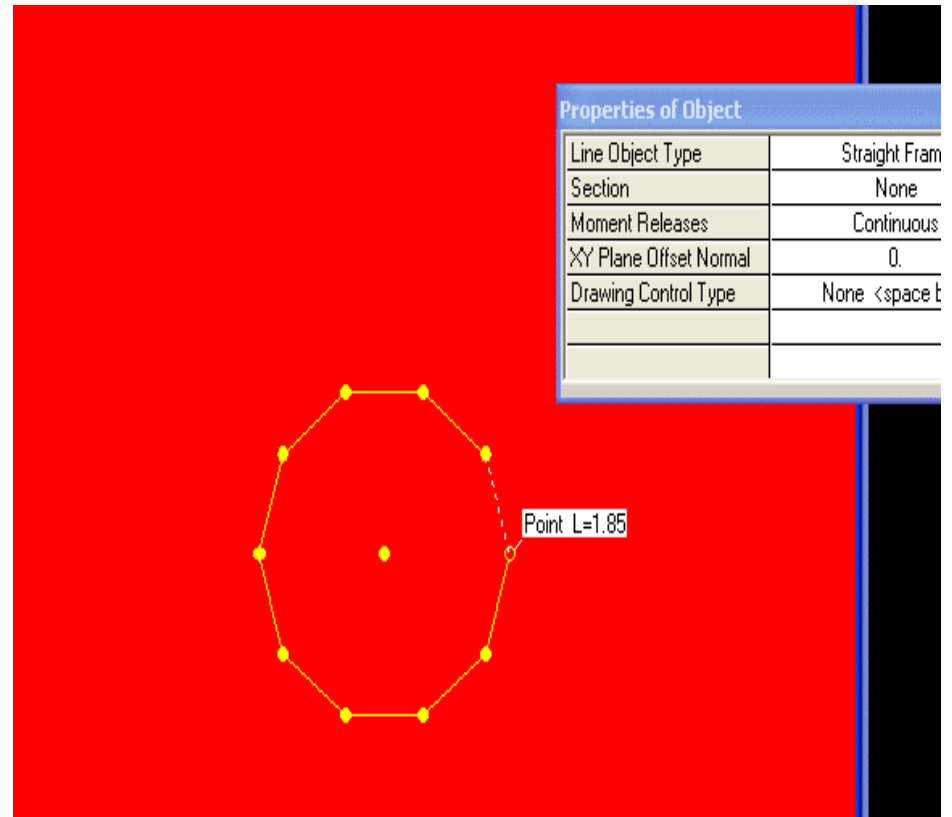 Properties of Object
Line Object Type Straight Fram
Section None
Moment Releases Continuous
XY Plane Offset Normal 0.
Drawing Control Type None <space b
Point L=1.85